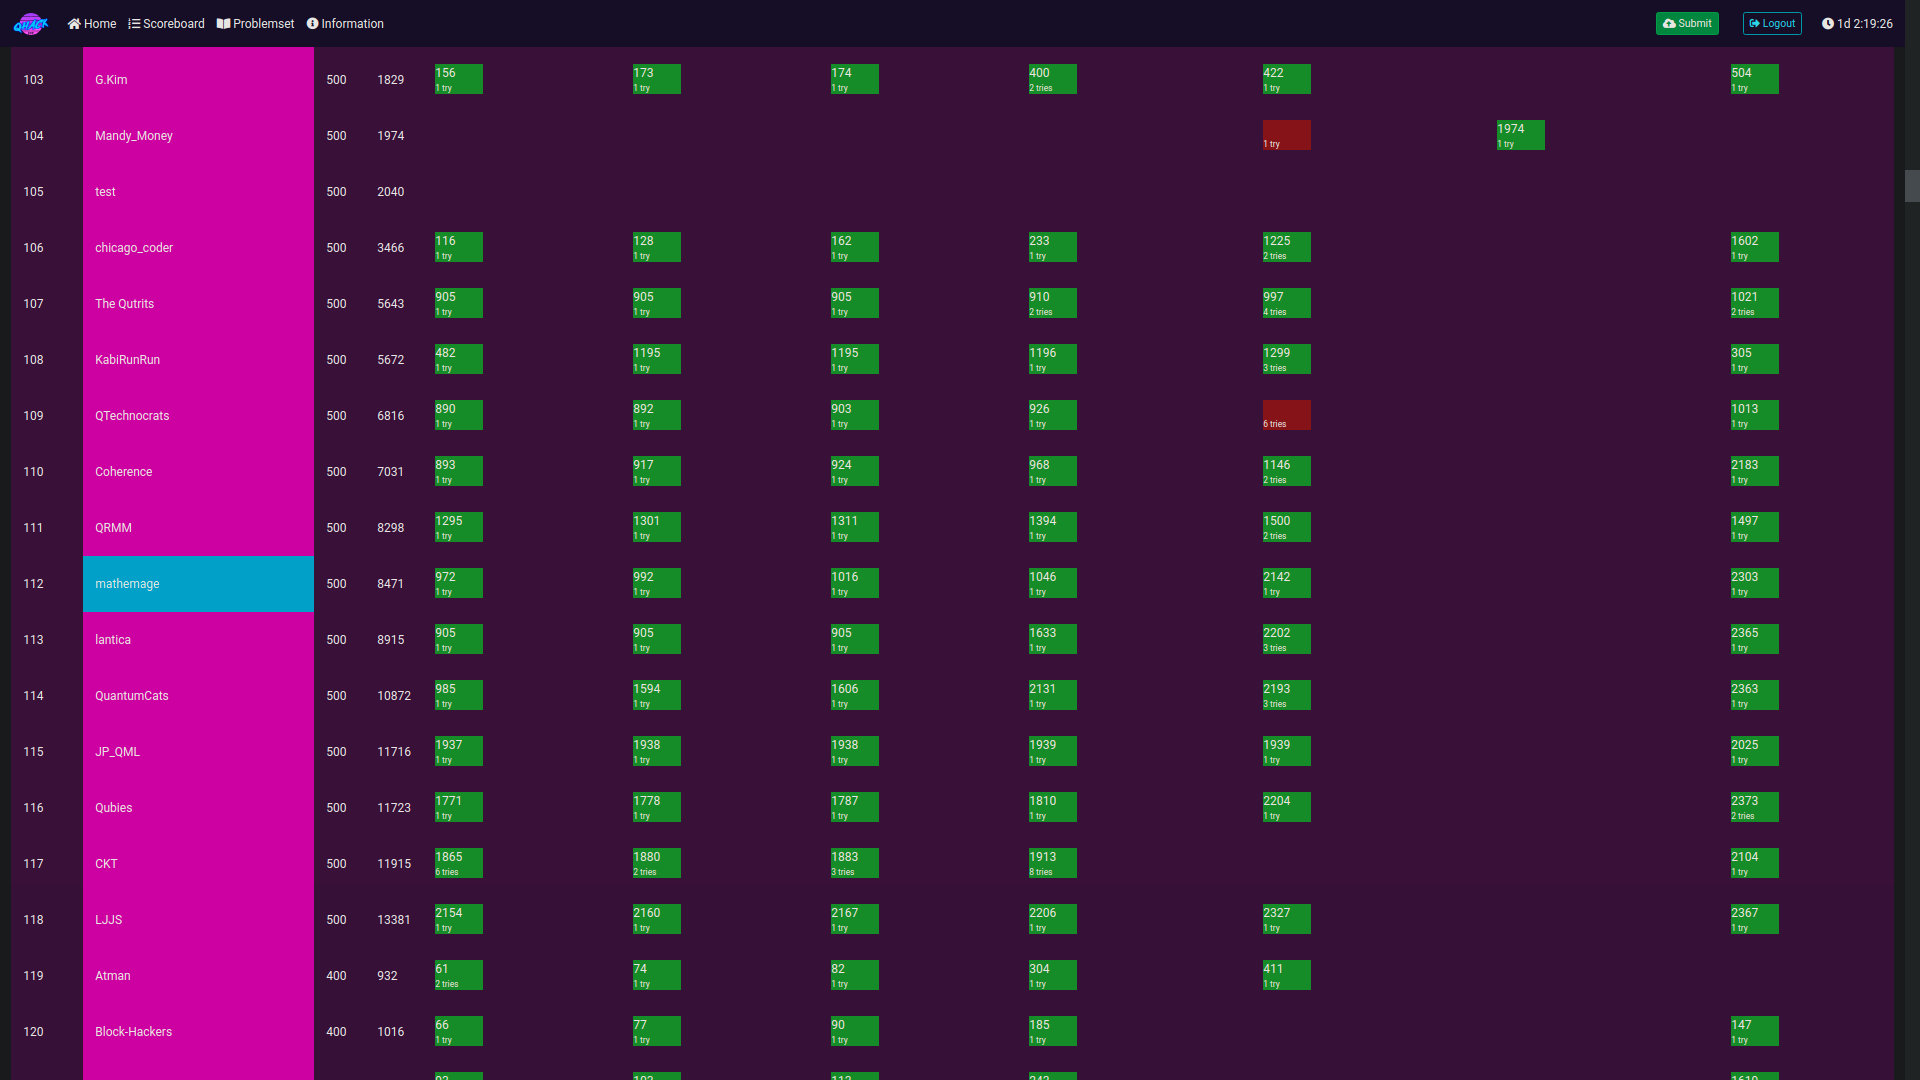 QHACK Home Scoreboard Problemset Information Submit Logout 1d 2:19:26
103 G.Kim 500 1829 156 173 174 400 422 504
1 try 1 try 1 try 2 tries 1 try 1 try
104 Mandy_Money 500 1974 1974
1 try 1 try
105 test 500 2040
106 chicago_coder 500 3466 116 128 162 233 1225 1602
1 try 1 try 1 try 1 try 2 tries 1 try
107 The Qutrits 500 5643 905 905 905 910 997 1021
1 try 1 try 1 try 2 tries 4 tries 2 tries
108 KabiRunRun 500 5672 482 1195 1195 1196 1299 305
1 try 1 try 1 try 1 try 3 tries 1 try
109 QTechnocrats 500 6816 890 892 903 926 1013
1 try 1 try 1 try 1 try 6 tries 1 try
110 Coherence 500 7031 893 917 924 968 1146 2183
1 try 1 try 1 try 1 try 2 tries 1 try
111 QRMM 500 8298 1295 1301 1311 1394 1500 1497
1 try 1 try 1 try 1 try 2 tries 1 try
112 mathemage 500 8471 972 992 1016 1046 2142 2303
1 try 1 try 1 try 1 try 1 try 1 try
113 lantica 500 8915 905 905 905 1633 2202 2365
1 try 1 try 1 try 1 try 3 tries 1 try
114 QuantumCats 500 10872 985 1594 1606 2131 2193 2363
1 try 1 try 1 try 1 try 3 tries 1 try
115 JP_QML 500 11716 1937 1938 1938 1939 1939 2025
1 try 1 try 1 try 1 try 1 try 1 try
116 Qubies 500 11723 1771 1778 1787 1810 2204 2373
1 try 1 try 1 try 1 try 1 try 2 tries
117 CKT 500 11915 1865 1880 1883 1913 2104
6 tries 2 tries 3 tries 8 tries 1 try
118 LJJS 500 13381 2154 2160 2167 2206 2327 2367
1 try 1 try 1 try 1 try 1 try 1 try
119 Atman 400 932 61 74 82 304 411
2 tries 1 try 1 try 1 try 1 try
120 Block-Hackers 400 1016 66 77 90 185 147
1 try 1 try 1 try 1 try 1 try